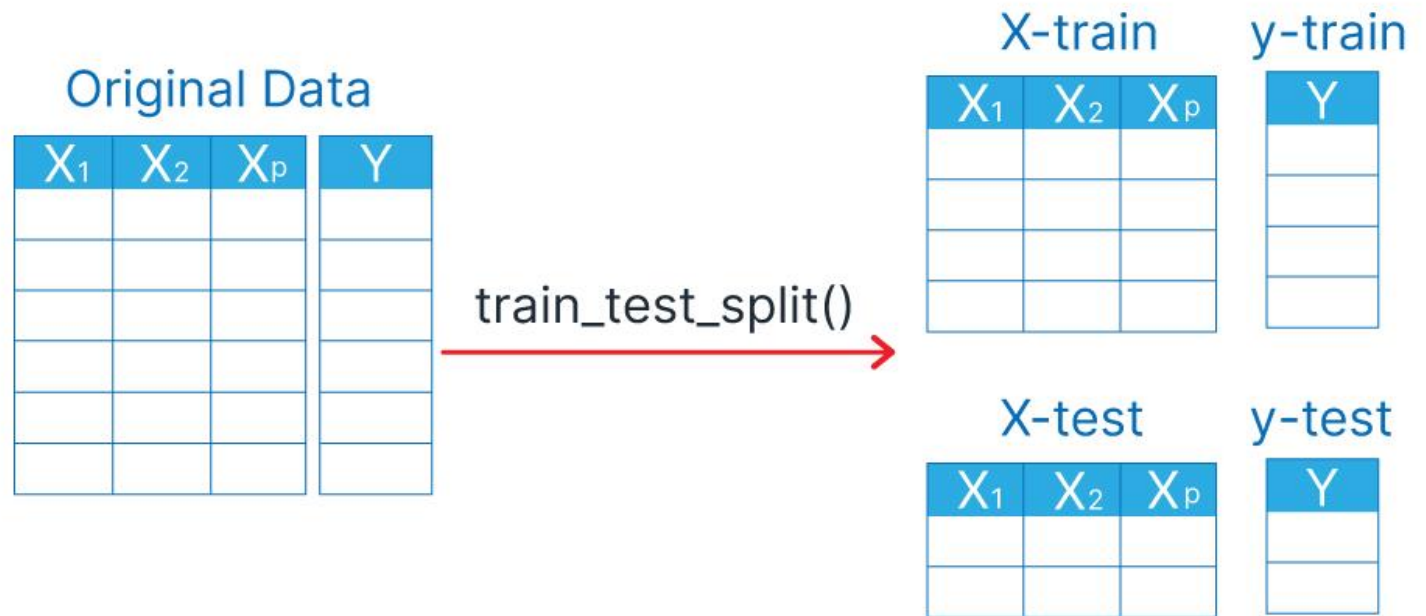 Original Data
X1 X2 Xp Y
train_test_split()
X-train
X1 X2 Xp
y-train
Y
X-test
X1 X2 Xp
y-test
Y